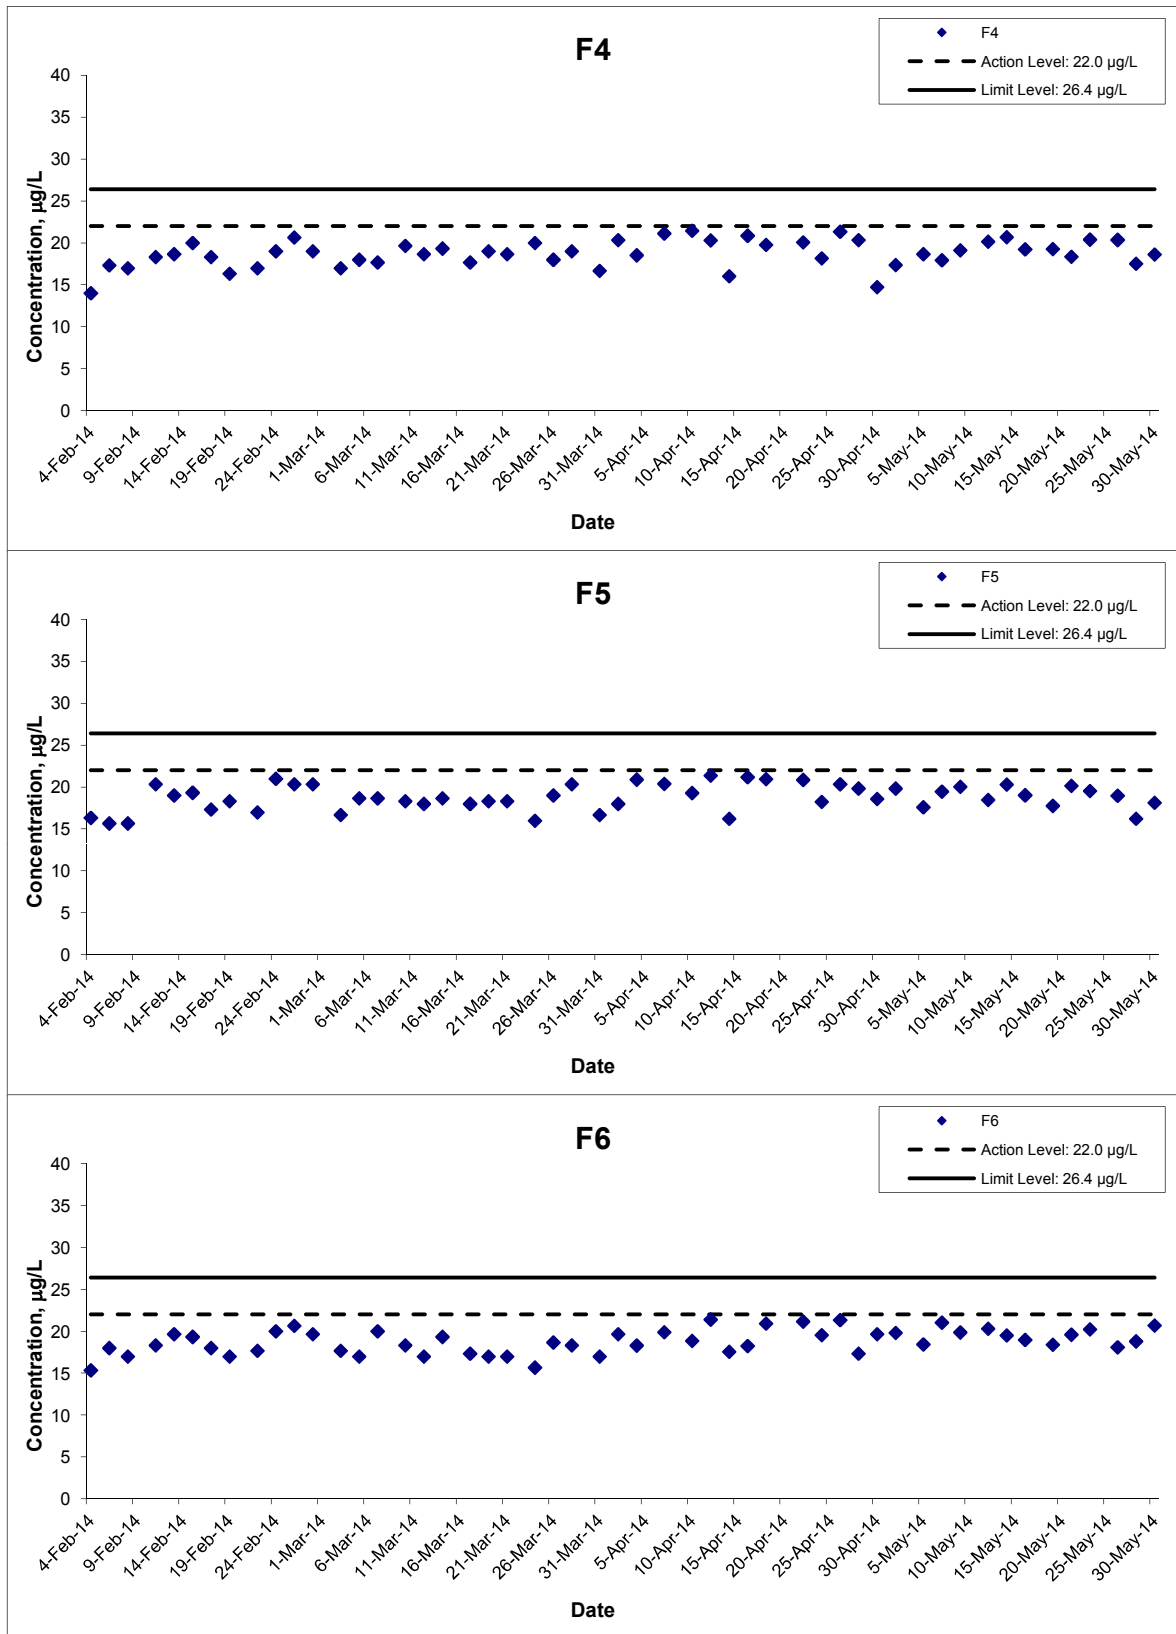 F4
F4
Action Level: 22.0 µg/L
Limit Level: 26.4 µg/L
Concentration, µg/L
40
35
30
25
20
15
10
5
0
4-Feb-14
9-Feb-14
14-Feb-14
19-Feb-14
24-Feb-14
1-Mar-14
6-Mar-14
11-Mar-14
16-Mar-14
21-Mar-14
26-Mar-14
31-Mar-14
5-Apr-14
10-Apr-14
15-Apr-14
20-Apr-14
25-Apr-14
30-Apr-14
5-May-14
10-May-14
15-May-14
20-May-14
25-May-14
30-May-14
Date
F5
F5
Action Level: 22.0 µg/L
Limit Level: 26.4 µg/L
Concentration, µg/L
40
35
30
25
20
15
10
5
0
4-Feb-14
9-Feb-14
14-Feb-14
19-Feb-14
24-Feb-14
1-Mar-14
6-Mar-14
11-Mar-14
16-Mar-14
21-Mar-14
26-Mar-14
31-Mar-14
5-Apr-14
10-Apr-14
15-Apr-14
20-Apr-14
25-Apr-14
30-Apr-14
5-May-14
10-May-14
15-May-14
20-May-14
25-May-14
30-May-14
Date
F6
F6
Action Level: 22.0 µg/L
Limit Level: 26.4 µg/L
Concentration, µg/L
40
35
30
25
20
15
10
5
0
4-Feb-14
9-Feb-14
14-Feb-14
19-Feb-14
24-Feb-14
1-Mar-14
6-Mar-14
11-Mar-14
16-Mar-14
21-Mar-14
26-Mar-14
31-Mar-14
5-Apr-14
10-Apr-14
15-Apr-14
20-Apr-14
25-Apr-14
30-Apr-14
5-May-14
10-May-14
15-May-14
20-May-14
25-May-14
30-May-14
Date